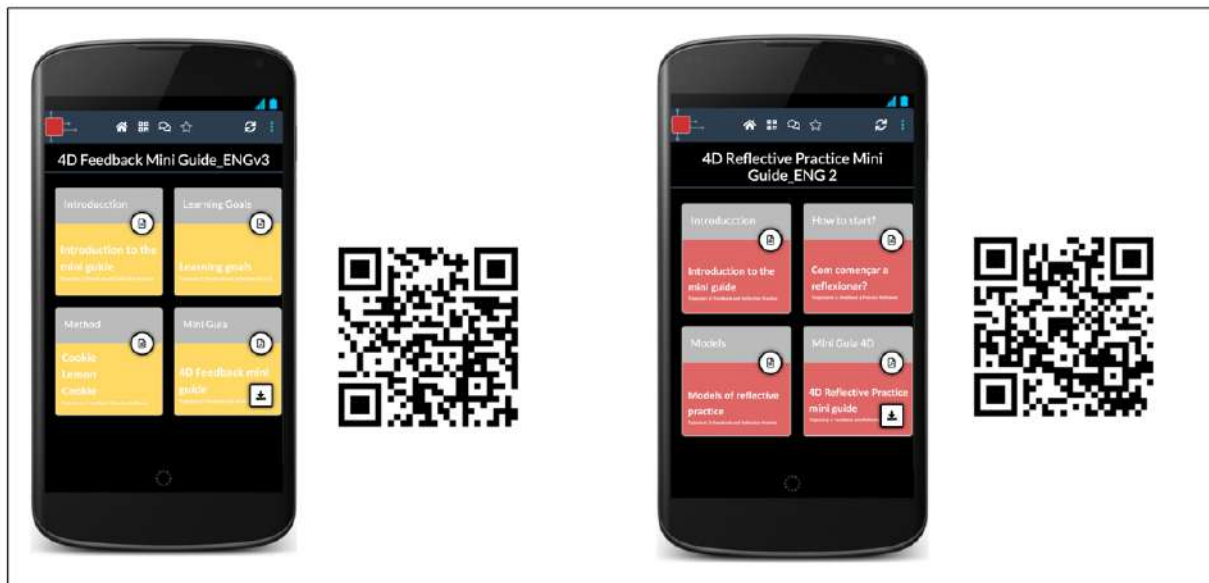 4D Feedback Mini Guide_ENGv3
Introducction
Introduction to the
mini guide
Learning Goals
Learning goals
Method
Cookie
Lemon
Cookie
Mini Guia
4D Feedback mini
guide
4D Reflective Practice Mini
Guide_ENG 2
Introducction
Introduction to the
mini guide
How to start?
Com començar a
reflexionar?
Models
Models of reflective
practice
Mini Guia 4D
4D Reflective Practice
mini guide